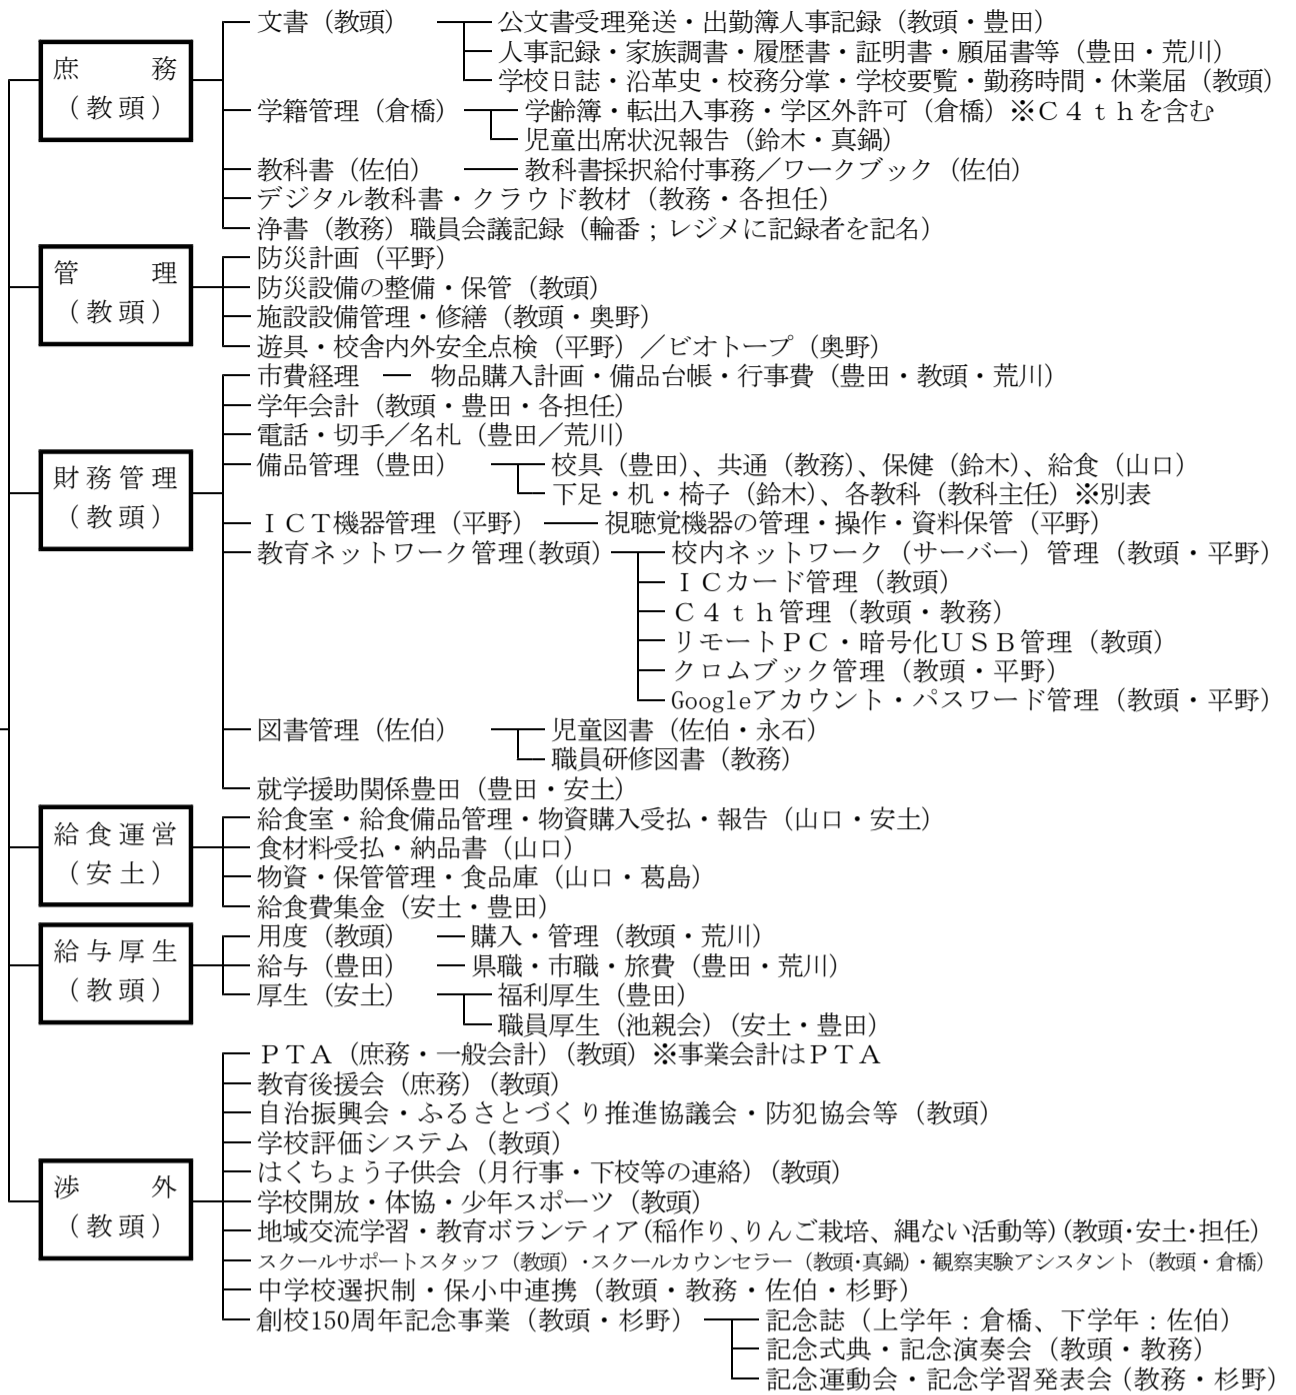 庶務
（教頭）
文書（教頭）
公文書受理発送・出勤簿人事記録（教頭・豊田）
人事記録・家族調書・履歴書・証明書・願届書等（豊田・荒川）
学校日誌・沿革史・校務分掌・学校要覧・勤務時間・休業届（教頭）
学籍管理（倉橋）
学齢簿・転出入事務・学区外許可（倉橋）※Ｃ４ｔｈを含む
児童出席状況報告（鈴木・真鍋）
教科書（佐伯）
教科書採択給付事務／ワークブック（佐伯）
デジタル教科書・クラウド教材（教務・各担任）
浄書（教務）職員会議記録（輪番；レジメに記録者を記名）
管理
（教頭）
防災計画（平野）
防災設備の整備・保管（教頭）
施設設備管理・修繕（教頭・奥野）
遊具・校舎内外安全点検（平野）／ビオトープ（奥野）
財務管理
（教頭）
市費経理 ― 物品購入計画・備品台帳・行事費（豊田・教頭・荒川）
学年会計（教頭・豊田・各担任）
電話・切手／名札（豊田／荒川）
備品管理（豊田）
校具（豊田）、共通（教務）、保健（鈴木）、給食（山口）
下足・机・椅子（鈴木）、各教科（教科主任）※別表
ＩＣＴ機器管理（平野）
視聴覚機器の管理・操作・資料保管（平野）
教育ネットワーク管理(教頭)
校内ネットワーク（サーバー）管理（教頭・平野）
ＩＣカード管理（教頭）
Ｃ４ｔｈ管理（教頭・教務）
リモートＰＣ・暗号化ＵＳＢ管理（教頭）
クロムブック管理（教頭・平野）
Googleアカウント・パスワード管理（教頭・平野）
図書管理（佐伯）
児童図書（佐伯・永石）
職員研修図書（教務）
就学援助関係豊田（豊田・安土）
給食運営
（安土）
給食室・給食備品管理・物資購入受払・報告（山口・安土）
食材料受払・納品書（山口）
物資・保管管理・食品庫（山口・葛島）
給食費集金（安土・豊田）
給与厚生
（教頭）
用度（教頭）
購入・管理（教頭・荒川）
給与（豊田）
県職・市職・旅費（豊田・荒川）
厚生（安土）
福利厚生（豊田）
職員厚生（池親会）（安土・豊田）
渉外
（教頭）
ＰＴＡ（庶務・一般会計）（教頭）※事業会計はＰＴＡ
教育後援会（庶務）（教頭）
自治振興会・ふるさとづくり推進協議会・防犯協会等（教頭）
学校評価システム（教頭）
はくちょう子供会（月行事・下校等の連絡）（教頭）
学校開放・体協・少年スポーツ（教頭）
地域交流学習・教育ボランティア(稲作り､りんご栽培、縄ない活動等)(教頭･安土･担任)
スクールサポートスタッフ（教頭）・スクールカウンセラー（教頭･真鍋）・観察実験アシスタント（教頭・倉橋）
中学校選択制・保小中連携（教頭・教務・佐伯・杉野）
創校150周年記念事業（教頭・杉野）
記念誌（上学年：倉橋、下学年：佐伯）
記念式典・記念演奏会（教頭・教務）
記念運動会・記念学習発表会（教務・杉野）